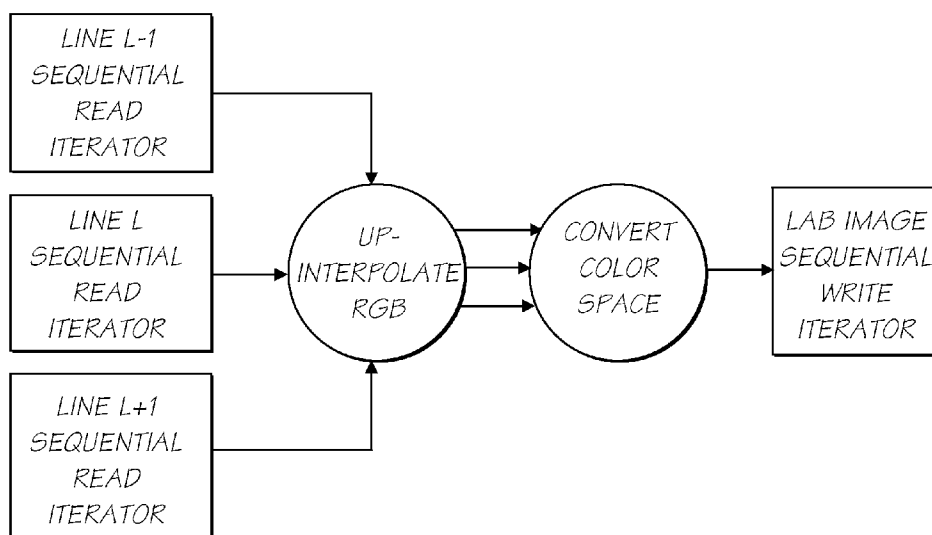 LINE L-1
SEQUENTIAL
READ
ITERATOR
LINE L
SEQUENTIAL
READ
ITERATOR
LINE L+1
SEQUENTIAL
READ
ITERATOR
UP-
INTERPOLATE
RGB
CONVERT
COLOR
SPACE
LAB IMAGE
SEQUENTIAL
WRITE
ITERATOR